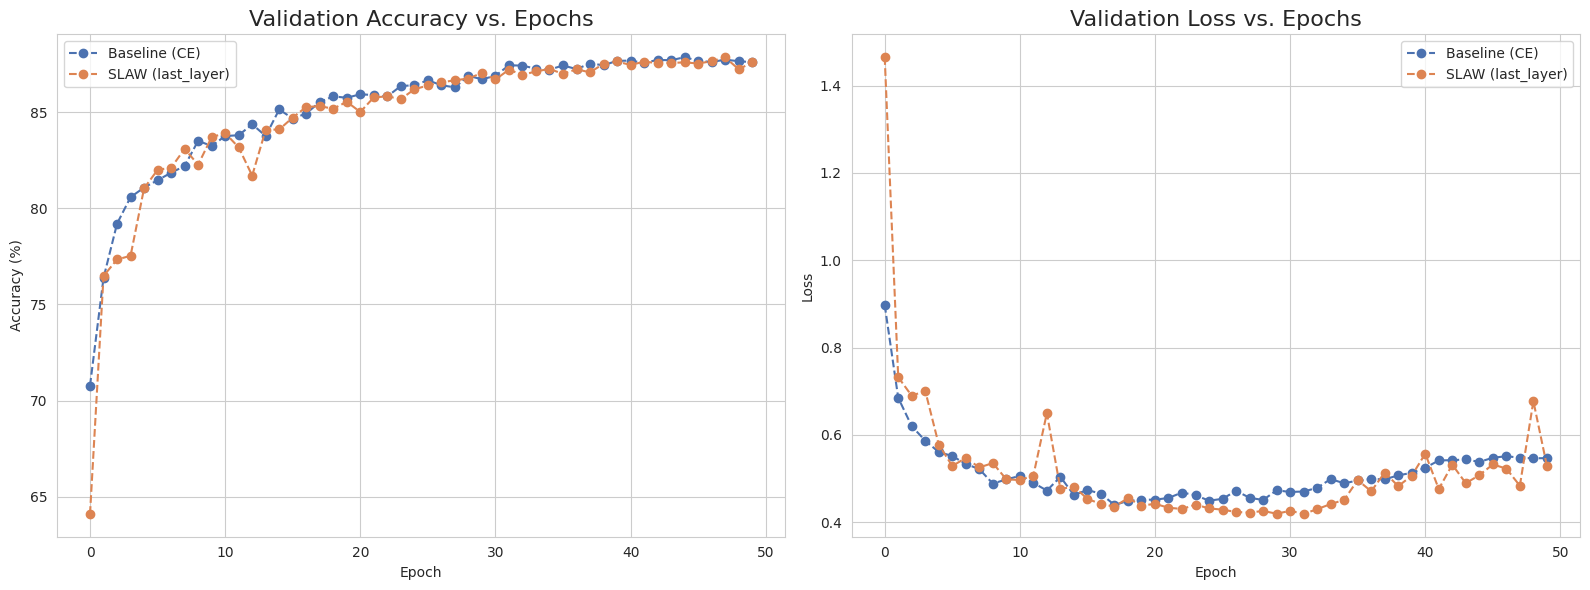 Validation Accuracy vs. Epochs
Baseline (CE)
SLAW (last_layer)
85
80
75
70
65
Accuracy (%)
0 10 20 30 40 50
Epoch
Validation Loss vs. Epochs
Baseline (CE)
SLAW (last_layer)
1.4
1.2
1.0
0.8
0.6
0.4
Loss
0 10 20 30 40 50
Epoch